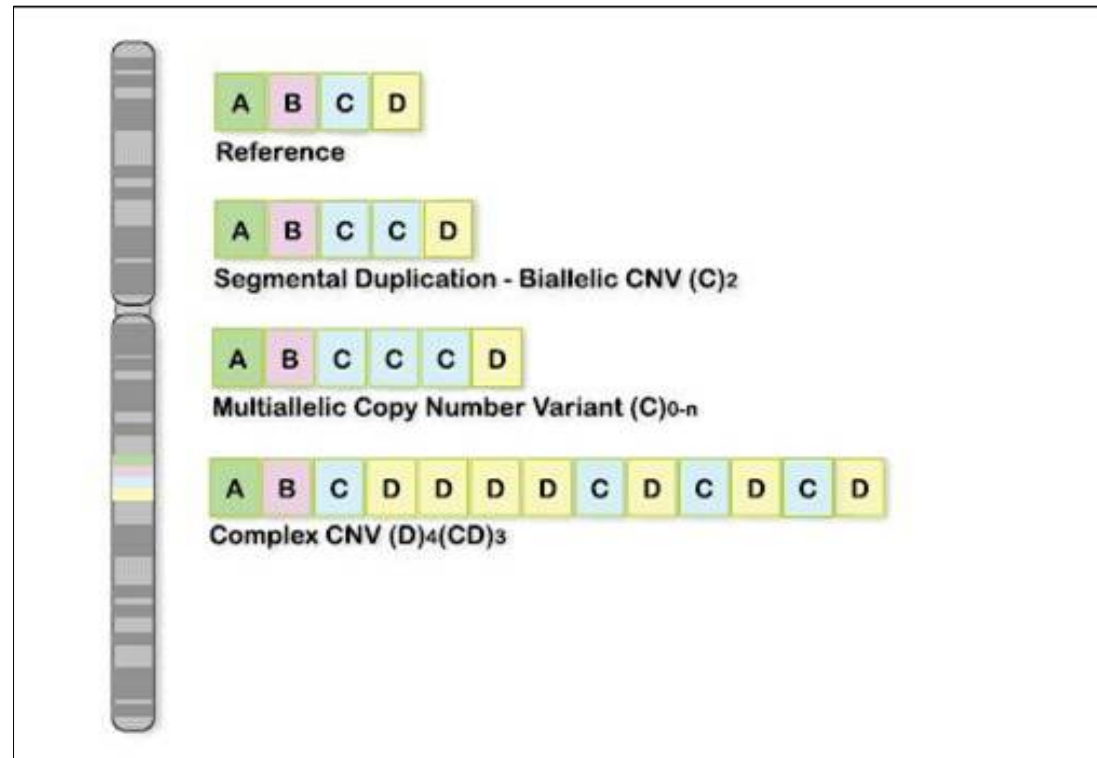 A B C D
Reference
A B C C D
Segmental Duplication - Biallelic CNV (C)2
A B C C C D
Multiallelic Copy Number Variant (C)0-n
A B C D D D D C D C D C D
Complex CNV (D)4(CD)3